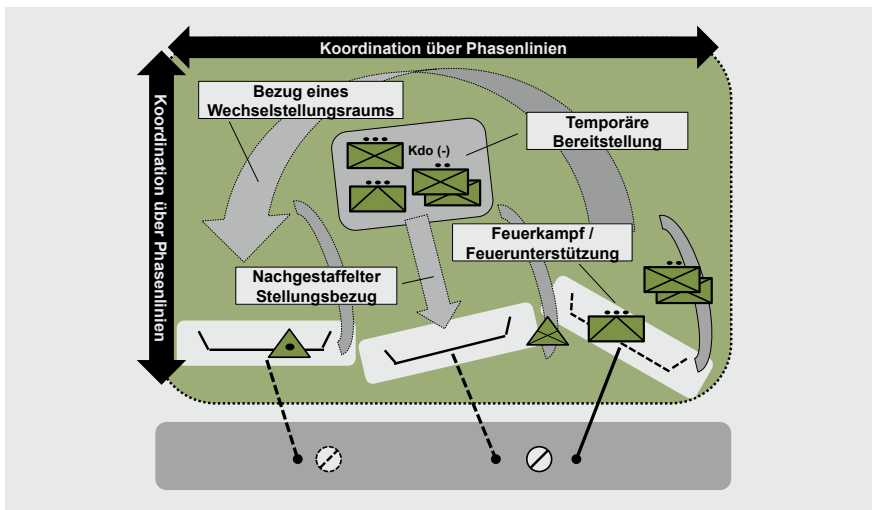 Koordination über Phasenlinien
Koordination über Phasenlinien
Bezug eines
Wechselstellungsraums
Kdo (-)
Temporäre
Bereitstellung
Feuerkampf /
Feuerunterstützung
Nachgestaffelter
Stellungsbezug